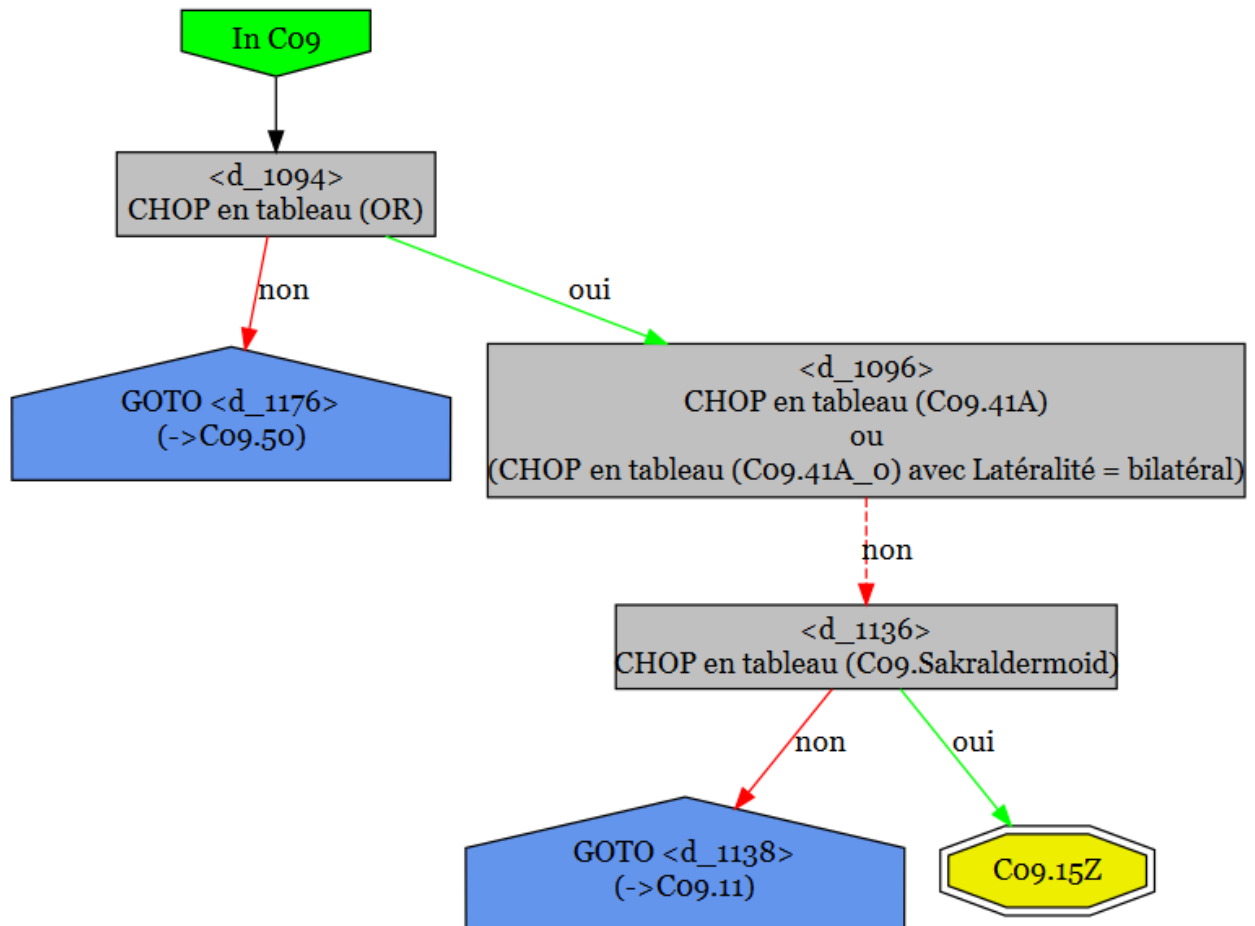 In C09
<d_1094>
CHOP en tableau (OR)
non
oui
GOTO <d_1176>
(->C09.50)
<d_1096>
CHOP en tableau (C09.41A)
ou
(CHOP en tableau (C09.41A_0) avec Latéralité = bilatéral)
non
<d_1136>
CHOP en tableau (C09.Sakraldermoid)
non
oui
GOTO <d_1138>
(->C09.11)
C09.15Z